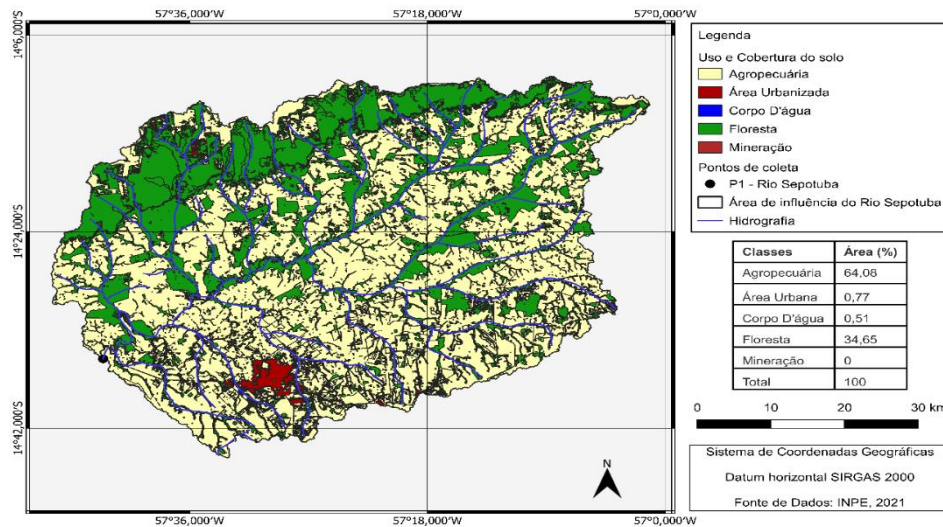 57°36,000'W 57°18,000'W 57°0,000'W
14°6,000'S
14°24,000'S
14°42,000'S
57°36,000'W 57°18,000'W 57°0,000'W
N
Legenda
Uso e Cobertura do solo
Agropecuária
Área Urbanizada
Corpo D'água
Floresta
Mineração
Pontos de coleta
P1 - Rio Sepotuba
Área de influência do Rio Sepotuba
Hidrografia
Classes Área (%)
Agropecuária 64,08
Área Urbana 0,77
Corpo D'água 0,51
Floresta 34,65
Mineração 0
Total 100
0 10 20 30 km
Sistema de Coordenadas Geográficas
Datum horizontal SIRGAS 2000
Fonte de Dados: INPE, 2021